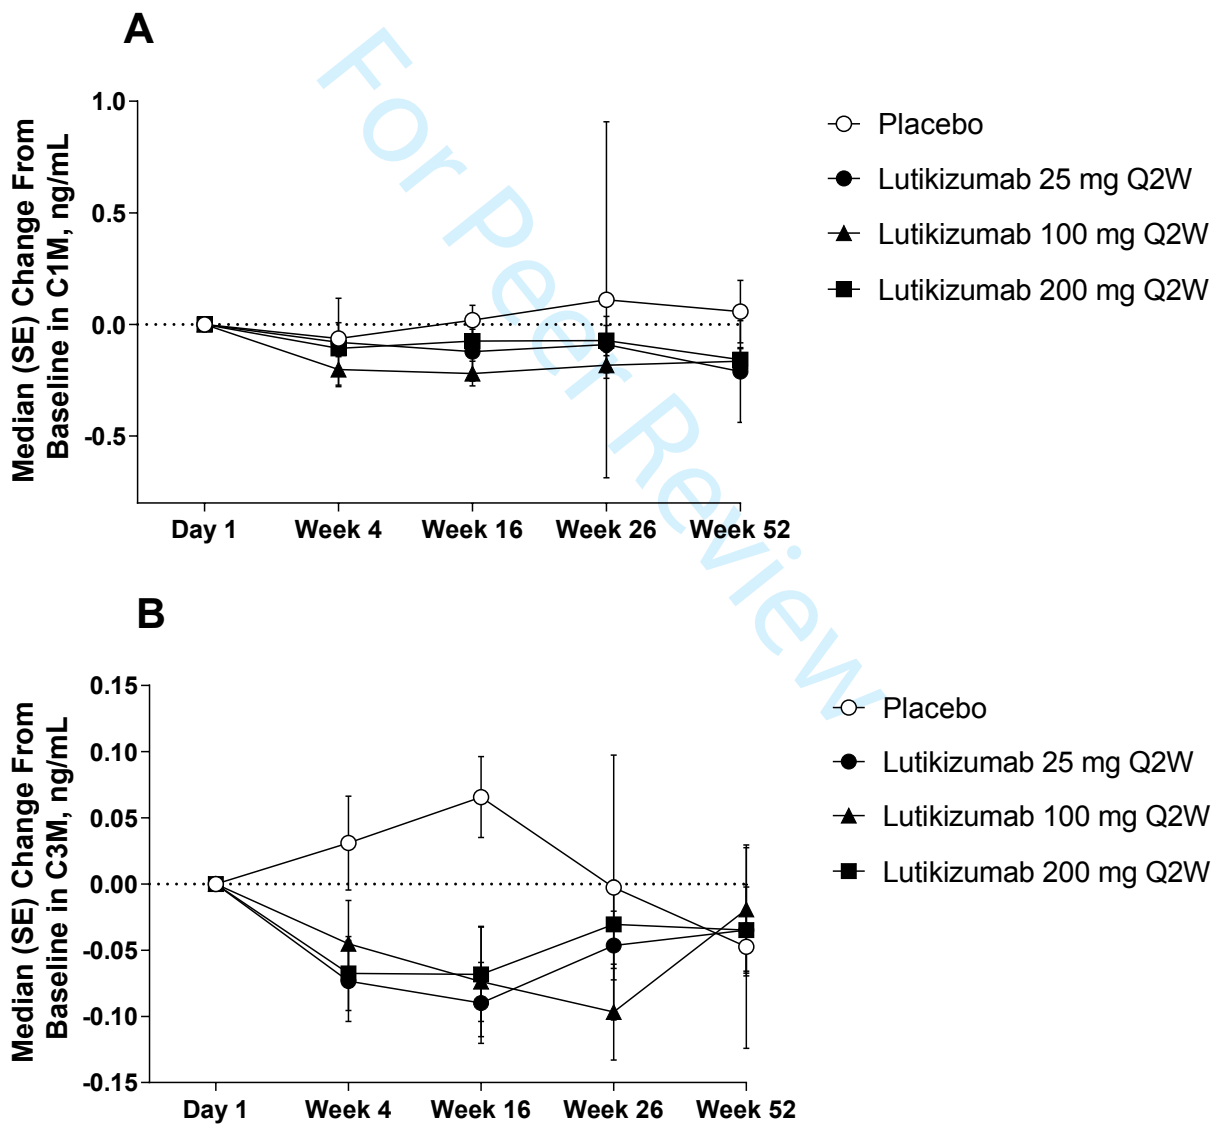 A
Median (SE) Change From
Baseline in C1M, ng/mL
1.0
0.5
0.0
-0.5
Day 1 Week 4 Week 16 Week 26 Week 52
Placebo
Lutikizumab 25 mg Q2W
Lutikizumab 100 mg Q2W
Lutikizumab 200 mg Q2W
For Peer Review
B
Median (SE) Change From
Baseline in C3M, ng/mL
0.15
0.10
0.05
0.00
-0.05
-0.10
-0.15
Day 1 Week 4 Week 16 Week 26 Week 52
Placebo
Lutikizumab 25 mg Q2W
Lutikizumab 100 mg Q2W
Lutikizumab 200 mg Q2W